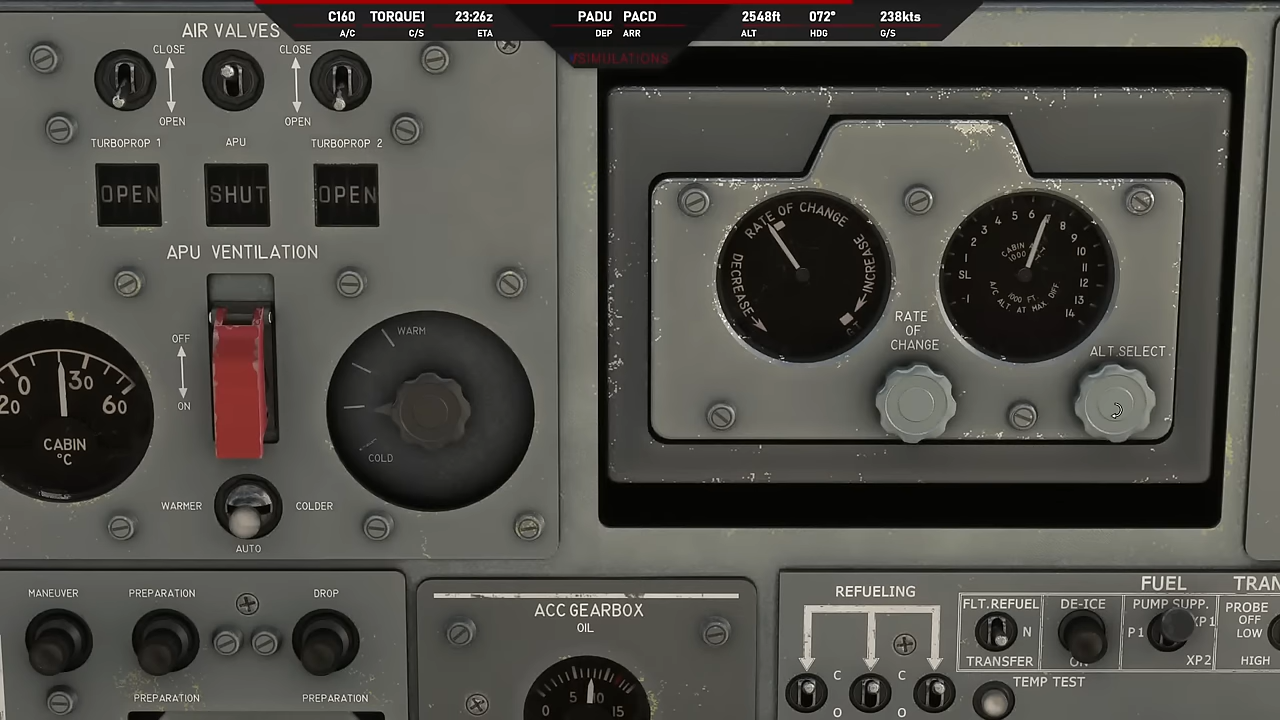 C160 TORQUE1 23:26z PADU PACD 2548ft 072° 238kts
A/C C/S ETA DEP ARR ALT HDG G/S
/SIMULATIONS
AIR VALVES
CLOSE CLOSE
OPEN OPEN
TURBOPROP 1 APU TURBOPROP 2
OPEN SHUT OPEN
APU VENTILATION
OFF
ON
WARM
COLD
20 0 30 60
CABIN
°C
WARMER COLDER
AUTO
RATE OF CHANGE
DECREASE INCREASE
-1 SL 1 2 3 4 5 6 7 8 9 10 11 12 13 14
1000 FT.
A/C ALT AT MAX DIFF
RATE
OF
CHANGE
ALT.SELECT.
MANEUVER PREPARATION DROP
PREPARATION PREPARATION
ACC GEARBOX
OIL
0 5 10 15
REFUELING
C C
O O
FUEL TRAN
FLT.REFUEL DE-ICE PUMP SUPP. PROBE
OFF
N P1 XP1 LOW
TRANSFER ON XP2 HIGH
TEMP TEST